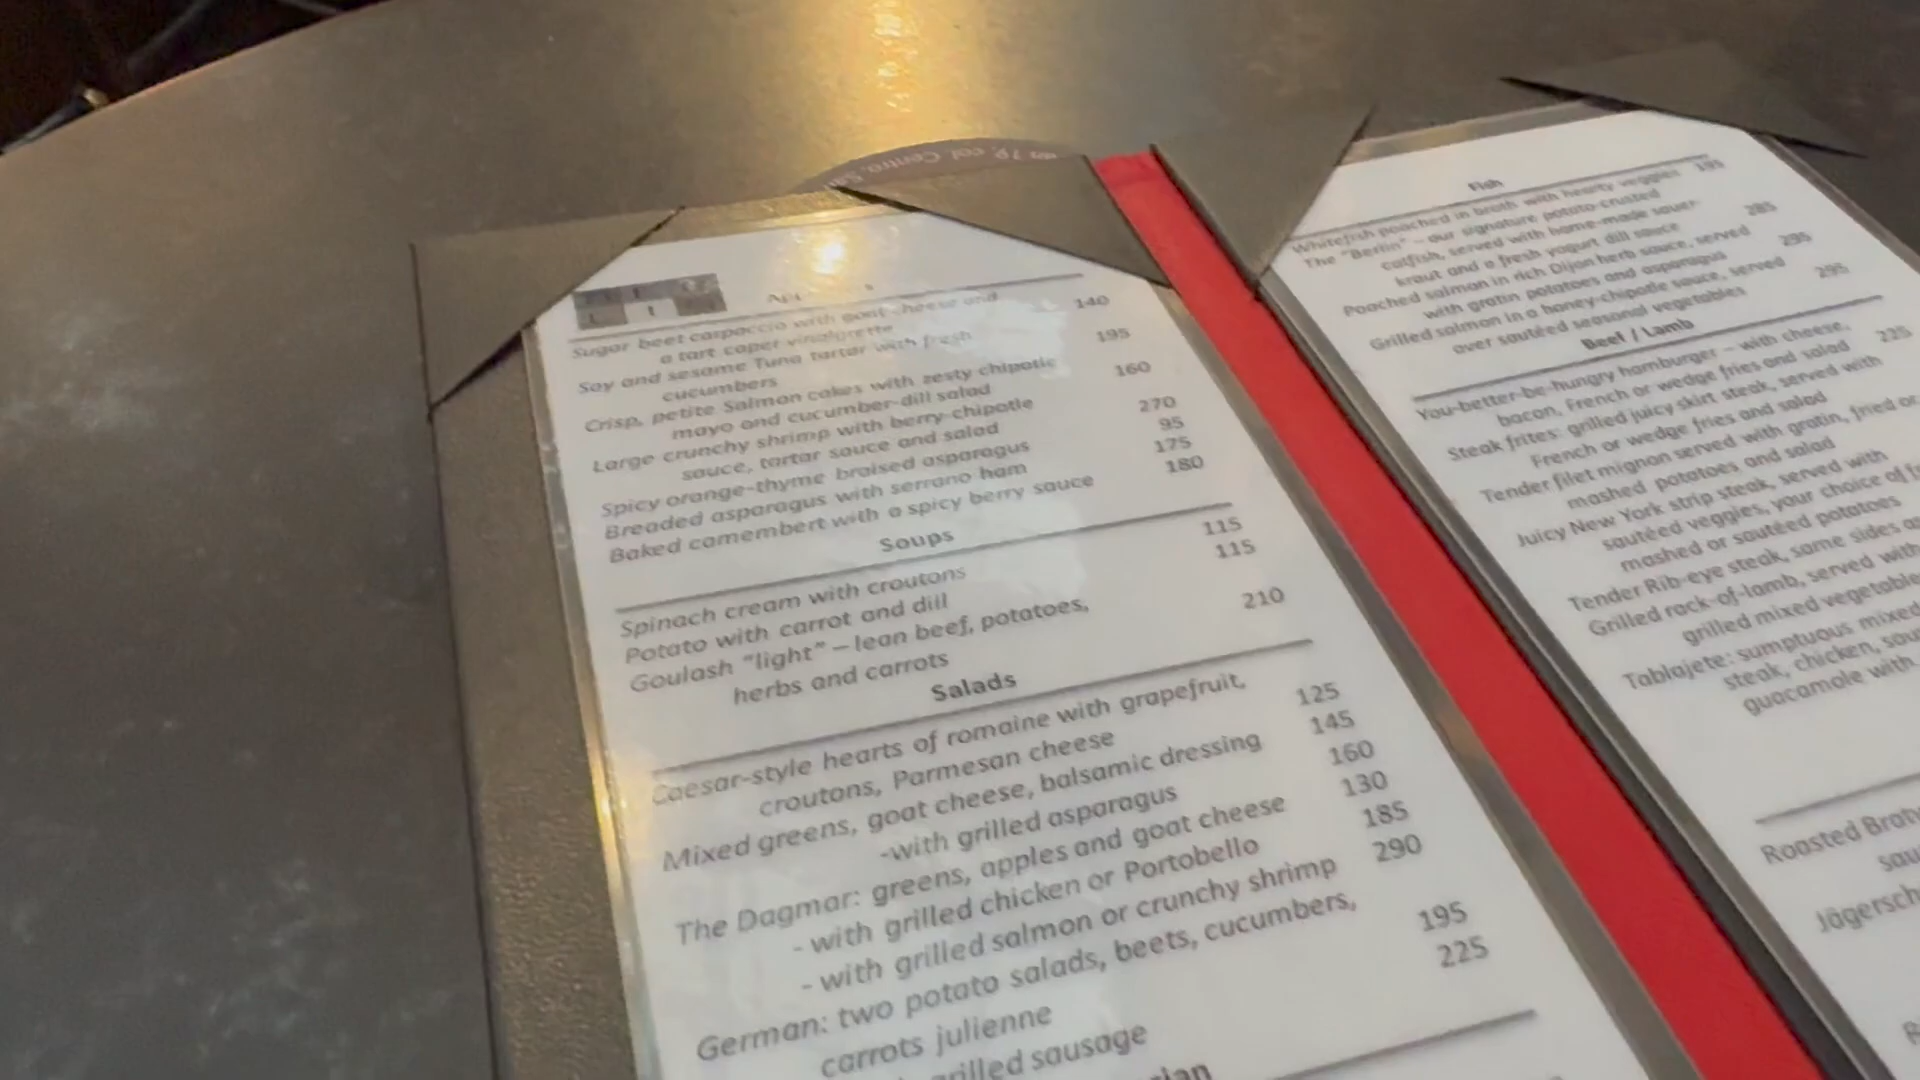 Sugar beet carpaccio with goat cheese and 140
a tart caper vinaigrette
Soy and sesame Tuna tartar with fresh 195
cucumbers
Crisp, petite Salmon cakes with zesty chipotle 160
mayo and cucumber-dill salad
Large crunchy shrimp with berry-chipotle 270
sauce, tartar sauce and salad
Spicy orange-thyme braised asparagus 95
Breaded asparagus with serrano ham 175
Baked camembert with a spicy berry sauce 180
Soups
Spinach cream with croutons 115
Potato with carrot and dill 115
Goulash "light" – lean beef, potatoes, 210
herbs and carrots
Salads
Caesar-style hearts of romaine with grapefruit, 125
croutons, Parmesan cheese
Mixed greens, goat cheese, balsamic dressing 145
-with grilled asparagus 160
The Dagmar: greens, apples and goat cheese 130
- with grilled chicken or Portobello 185
- with grilled salmon or crunchy shrimp 290
German: two potato salads, beets, cucumbers, 195
carrots julienne
grilled sausage 225
Fish
Whitefish poached in broth with hearty veggies 195
The "Berlin" – our signature potato-crusted
catfish, served with home-made sauer-
kraut and a fresh yogurt dill sauce 285
Poached salmon in rich Dijon herb sauce, served 295
with gratin potatoes and asparagus
Grilled salmon in a honey-chipotle sauce, served 295
over sautéed seasonal vegetables
Beef / Lamb
You-better-be-hungry hamburger – with cheese, 225
bacon, French or wedge fries and salad
Steak frites: grilled juicy skirt steak, served with
French or wedge fries and salad
Tender filet mignon served with gratin, fried or
mashed potatoes and salad
Juicy New York strip steak, served with
sautéed veggies, your choice of
mashed or sautéed potatoes
Tender Rib-eye steak, same sides
Grilled rack-of-lamb, served with
grilled mixed vegetables
Tablajete: sumptuous mixed
steak, chicken,
guacamole with
Roasted